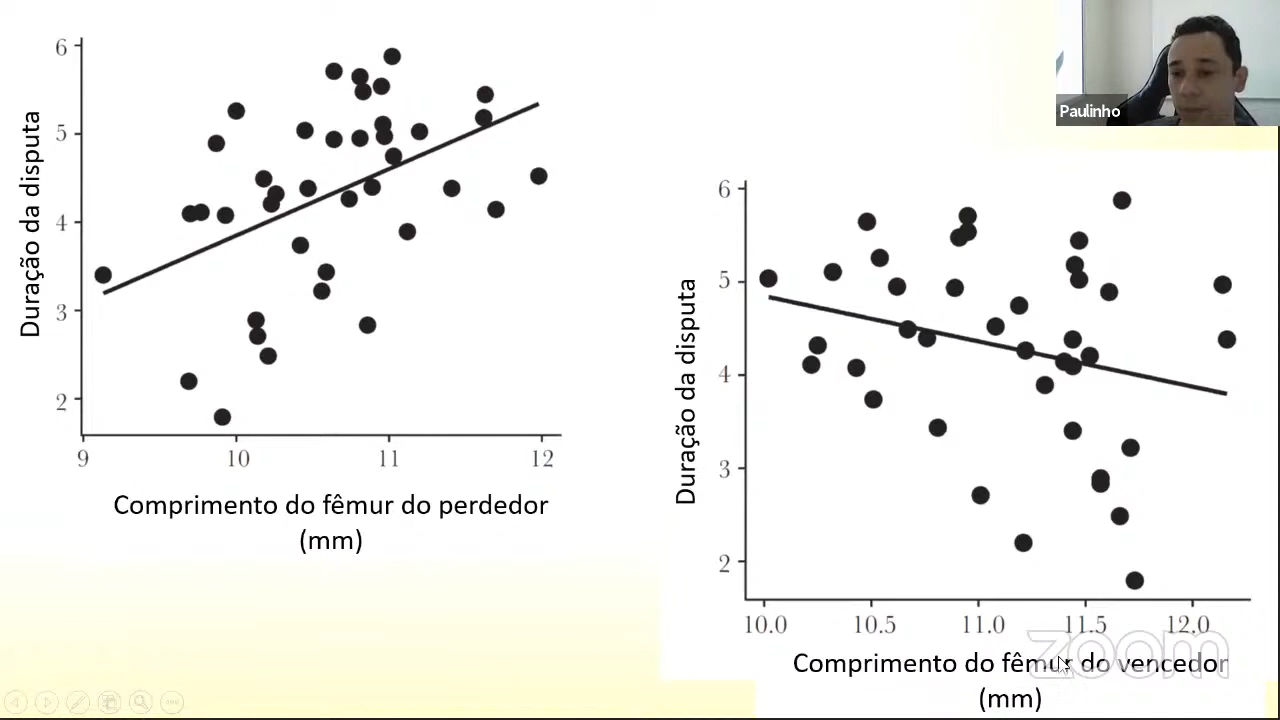 Paulinho
6
5
4
3
2
Duração da disputa
9
10
11
12
Comprimento do fêmur do perdedor
(mm)
6
5
4
3
2
Duração da disputa
10.0
10.5
11.0
11.5
12.0
Comprimento do fêmur do vencedor
(mm)
zoom